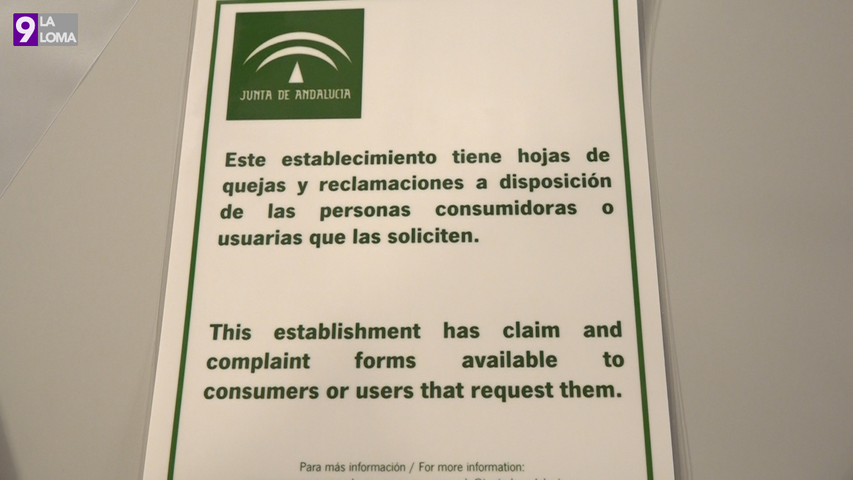 9 LA
LOMA
JUNTA DE ANDALUCIA
Este establecimiento tiene hojas de
quejas y reclamaciones a disposición
de las personas consumidoras o
usuarias que las soliciten.
This establishment has claim and
complaint forms available to
consumers or users that request them.
Para más información / For more information: